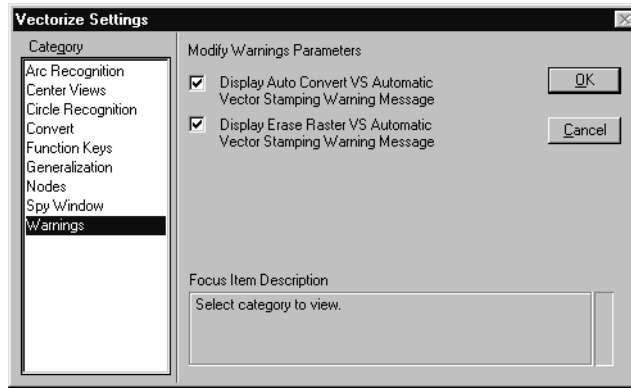 Vectorize Settings
Category
Arc Recognition
Center Views
Circle Recognition
Convert
Function Keys
Generalization
Nodes
Spy Window
Warnings
Modify Warnings Parameters
Display Auto Convert VS Automatic
Vector Stamping Warning Message
Display Erase Raster VS Automatic
Vector Stamping Warning Message
OK
Cancel
Focus Item Description
Select category to view.